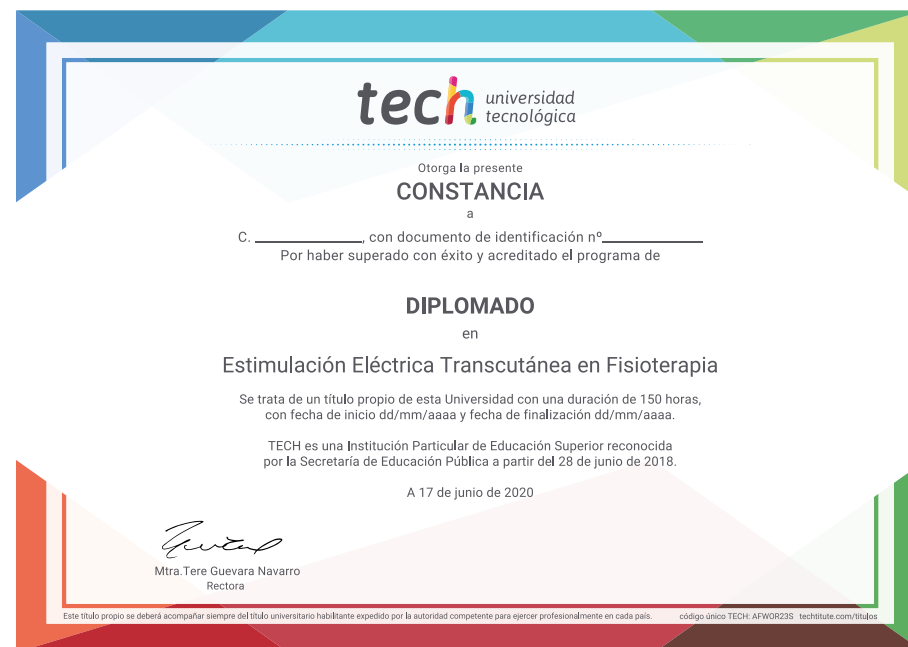 tech universidad
tecnológica
Otorga la presente
CONSTANCIA
a
C. ____________, con documento de identificación nº____________
Por haber superado con éxito y acreditado el programa de
DIPLOMADO
en
Estimulación Eléctrica Transcutánea en Fisioterapia
Se trata de un título propio de esta Universidad con una duración de 150 horas,
con fecha de inicio dd/mm/aaaa y fecha de finalización dd/mm/aaaa.
TECH es una Institución Particular de Educación Superior reconocida
por la Secretaría de Educación Pública a partir del 28 de junio de 2018.
A 17 de junio de 2020
Mtra.Tere Guevara Navarro
Rectora
Este título propio se deberá acompañar siempre del título universitario habilitante expedido por la autoridad competente para ejercer profesionalmente en cada país. código único TECH: AFWOR23S techtitute.com/titulos